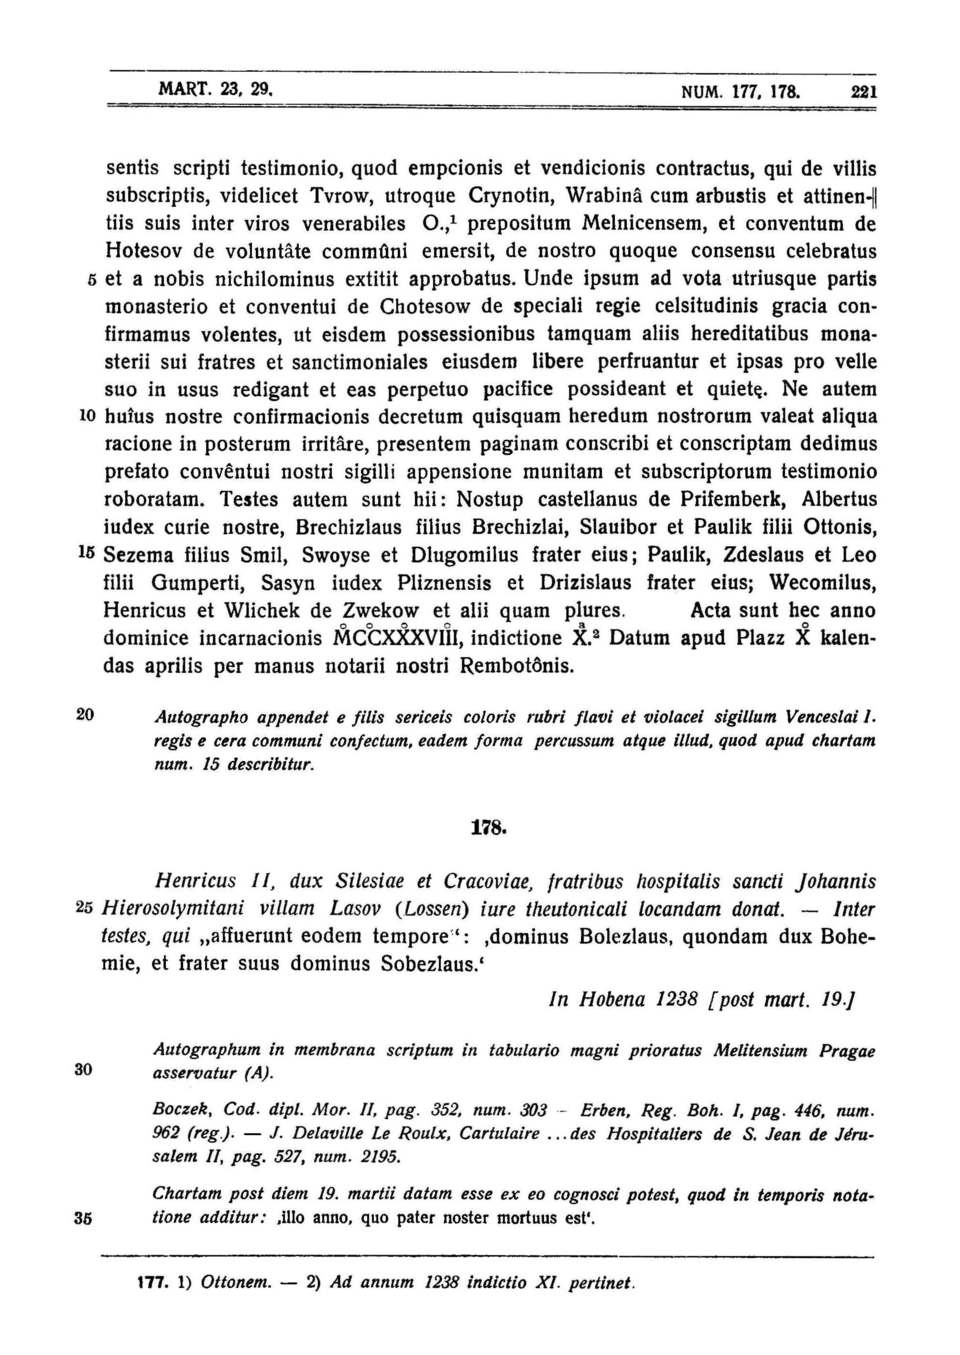 MART. 23, 29. NUM. 177, 178. 221
sentis scripti testimonio, quod empcionis et vendicionis contractus, qui de villis
subscriptis, videlicet Tvrow, utroque Crynotin, Wrabinâ cum arbustis et attinen-||
tiis suis inter viros venerabiles O.,¹ prepositum Melnicensem, et conventum de
Hotesov de voluntâte commûni emersit, de nostro quoque consensu celebratus
5 et a nobis nichilominus extitit approbatus. Unde ipsum ad vota utriusque partis
monasterio et conventui de Chotesow de speciali regie celsitudinis gracia con-
firmamus volentes, ut eisdem possessionibus tamquam aliis hereditatibus mona-
sterii sui fratres et sanctimoniales eiusdem libere perfruantur et ipsas pro velle
suo in usus redigant et eas perpetuo pacifice possideant et quietę. Ne autem
10 huîus nostre confirmacionis decretum quisquam heredum nostrorum valeat aliqua
racione in posterum irritâre, presentem paginam conscribi et conscriptam dedimus
prefato convêntui nostri sigilli appensione munitam et subscriptorum testimonio
roboratam. Testes autem sunt hii: Nostup castellanus de Prifemberk, Albertus
iudex curie nostre, Brechizlaus filius Brechizlai, Slauibor et Paulik filii Ottonis,
15 Sezema filius Smil, Swoyse et Dlugomilus frater eius; Paulik, Zdeslaus et Leo
filii Gumperti, Sasyn iudex Pliznensis et Drizislaus frater eius; Wecomilus,
Henricus et Wlichek de Zwekow et alii quam plures. Acta sunt hec anno
dominice incarnacionis M̊C̊C̊XX̊XVIII̊, indictione Xͣ.² Datum apud Plazz X̊ kalen-
das aprilis per manus notarii nostri Rembotônis.
20 Autographo appendet e filis sericeis coloris rubri flavi et violacei sigillum Venceslai I.
regis e cera communi confectum, eadem forma percussum atque illud, quod apud chartam
num. 15 describitur.
178.
Henricus II, dux Silesiae et Cracoviae, fratribus hospitalis sancti Johannis
25 Hierosolymitani villam Lasov (Lossen) iure theutonicali locandam donat. — Inter
testes, qui „affuerunt eodem tempore“: ‚dominus Bolezlaus, quondam dux Bohe-
mie, et frater suus dominus Sobezlaus.‘
In Hobena 1238 [post mart. 19.]
Autographum in membrana scriptum in tabulario magni prioratus Melitensium Pragae
30 asservatur (A).
Boczek, Cod. dipl. Mor. II, pag. 352, num. 303 – Erben, Reg. Boh. I, pag. 446, num.
962 (reg.). — J. Delaville Le Roulx, Cartulaire ... des Hospitaliers de S. Jean de Jéru-
salem II, pag. 527, num. 2195.
Chartam post diem 19. martii datam esse ex eo cognosci potest, quod in temporis nota-
35 tione additur: ‚illo anno, quo pater noster mortuus est‘.
177. 1) Ottonem. — 2) Ad annum 1238 indictio XI. pertinet.